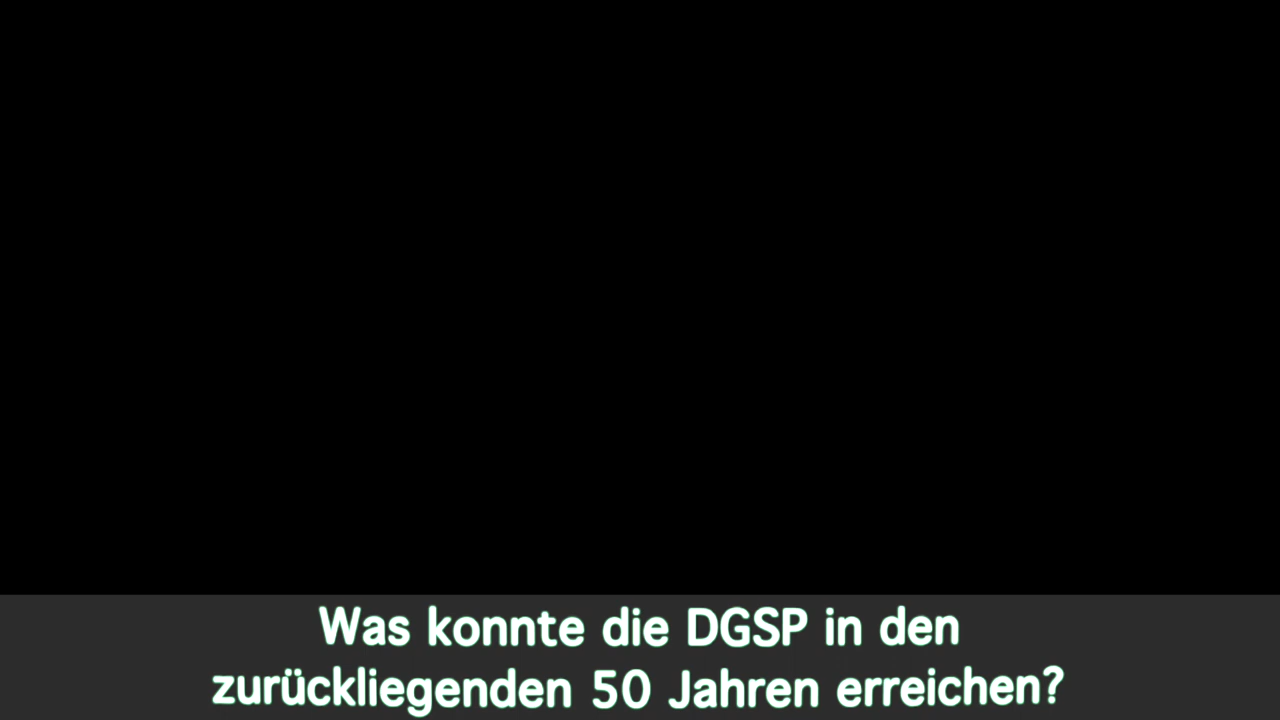 Was konnte die DGSP in den
zurückliegenden 50 Jahren erreichen?